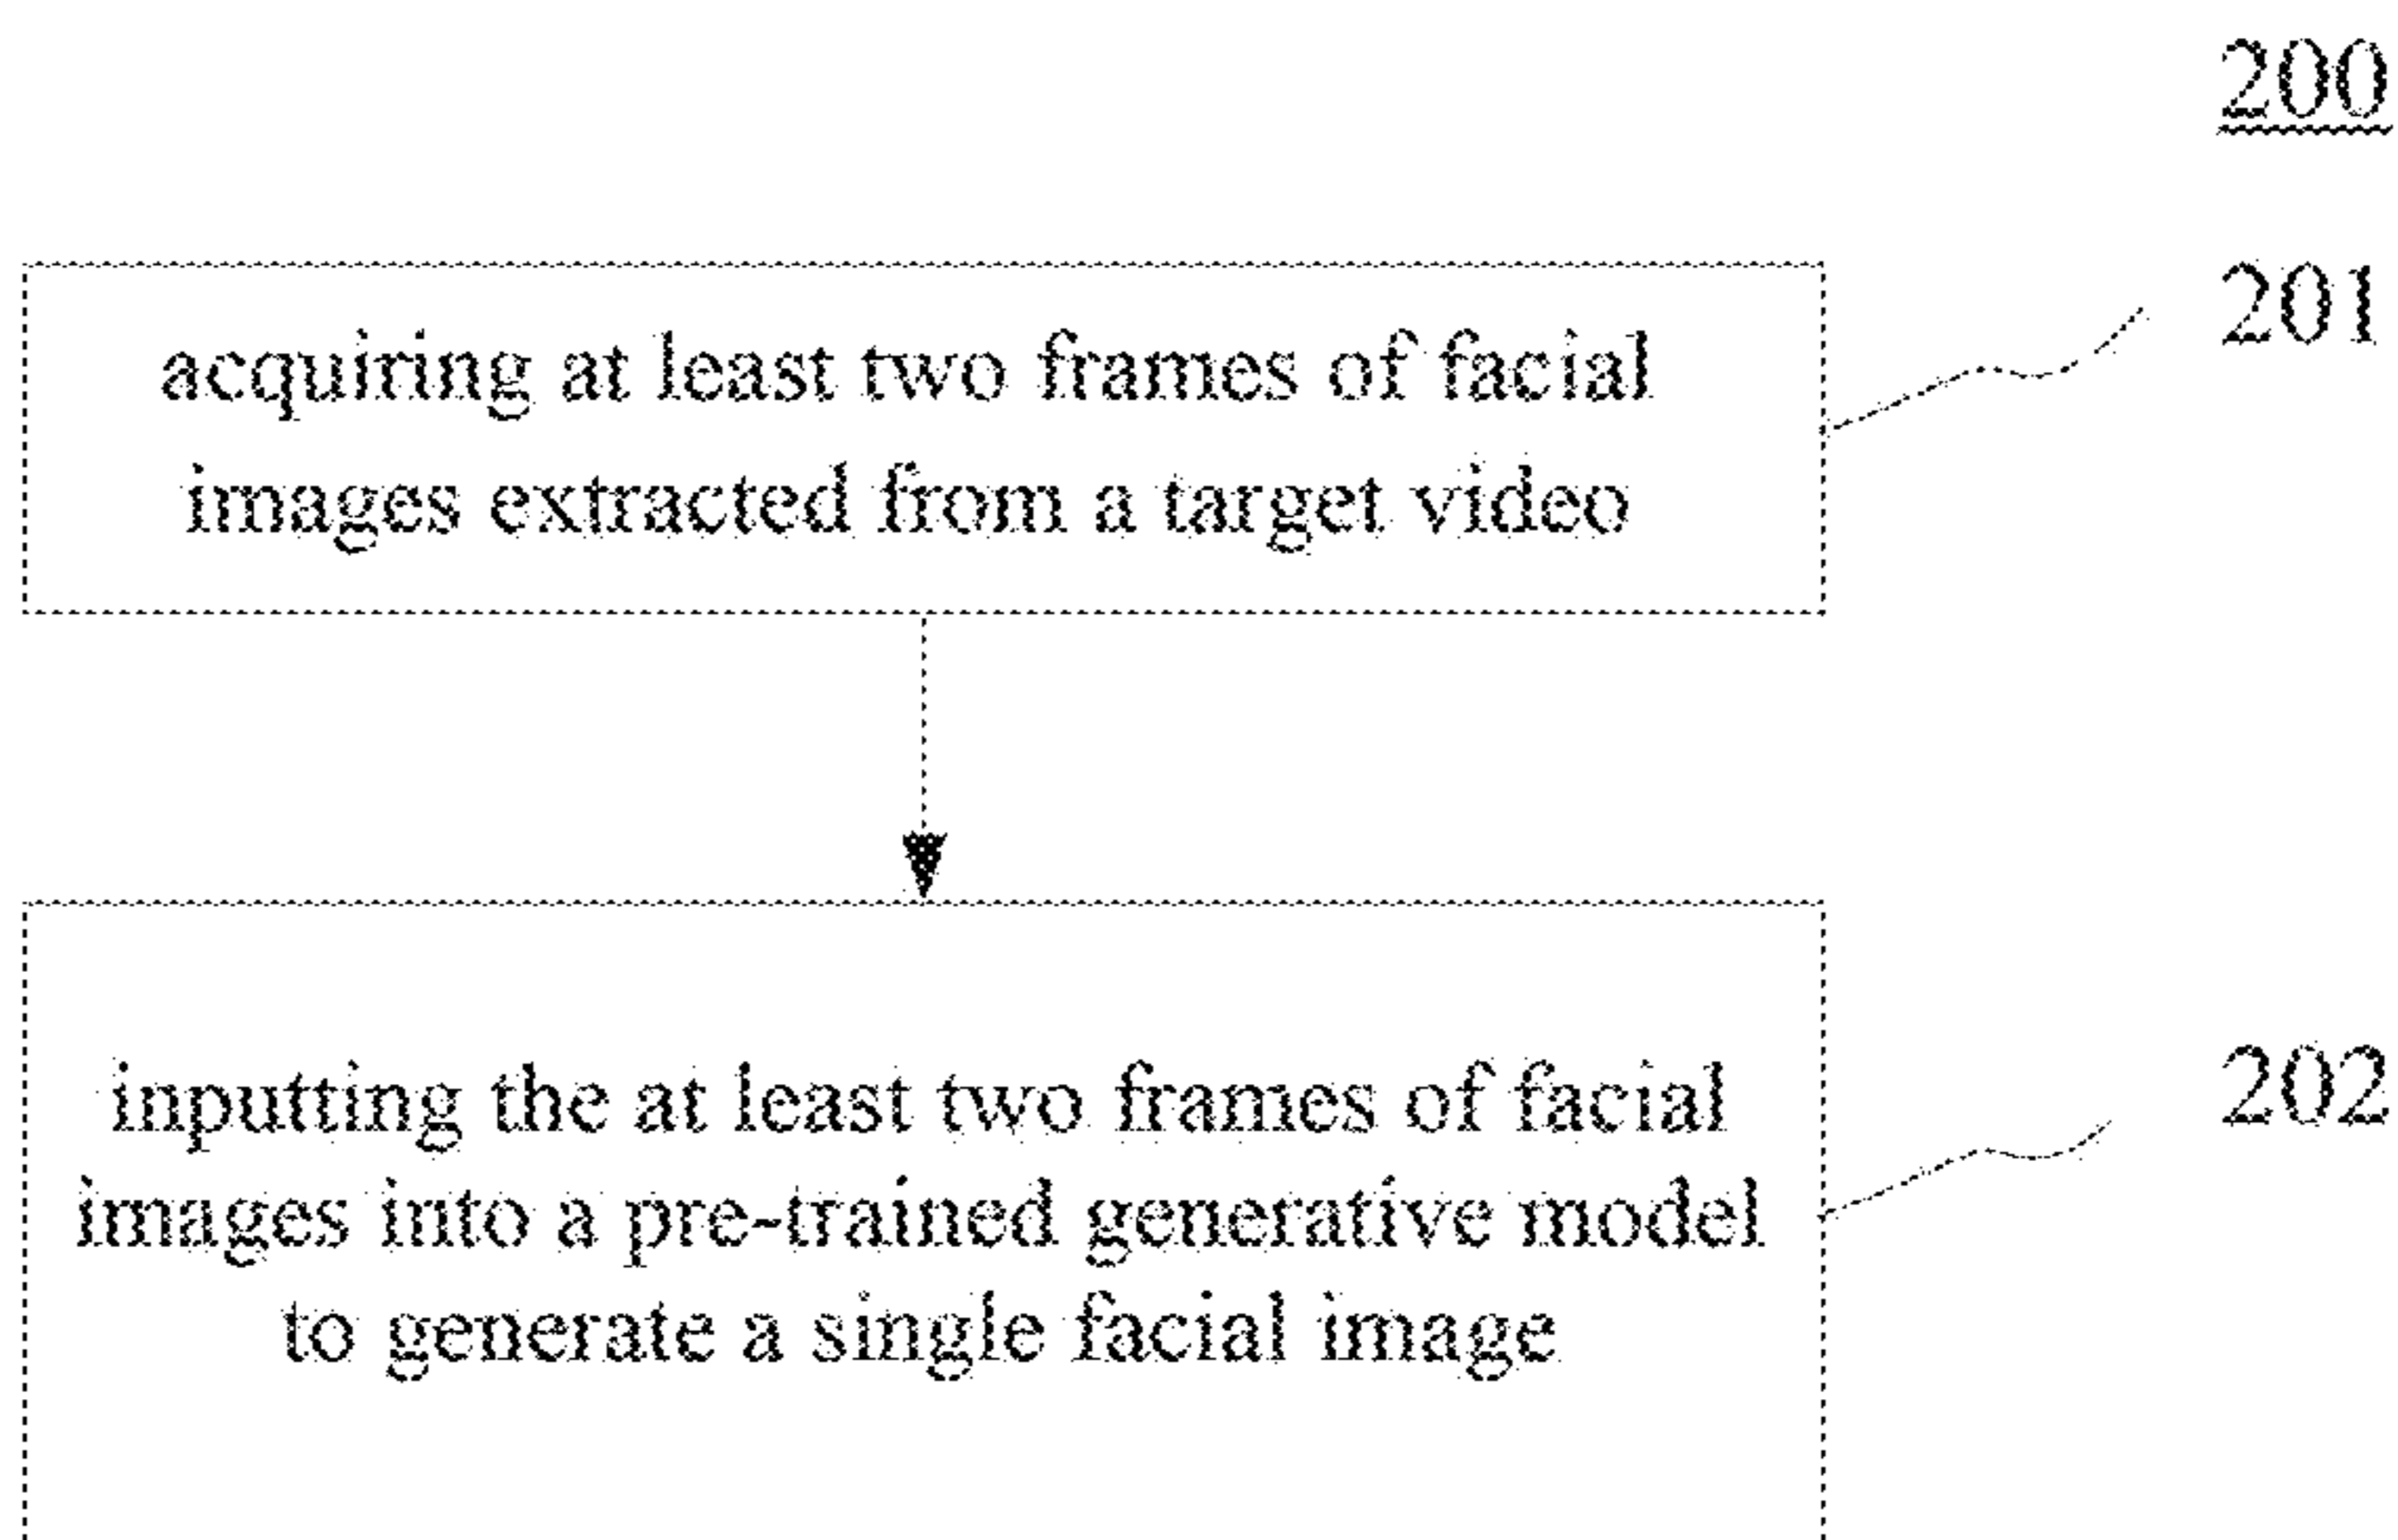 200
201
acquiring at least two frames of facial
images extracted from a target video
202
inputting the at least two frames of facial
images into a pre-trained generative model
to generate a single facial image